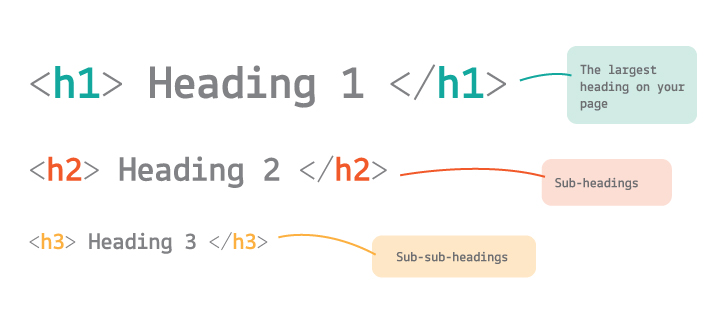 <h1> Heading 1 </h1>
The largest
heading on your
page
<h2> Heading 2 </h2>
Sub-headings
<h3> Heading 3 </h3>
Sub-sub-headings